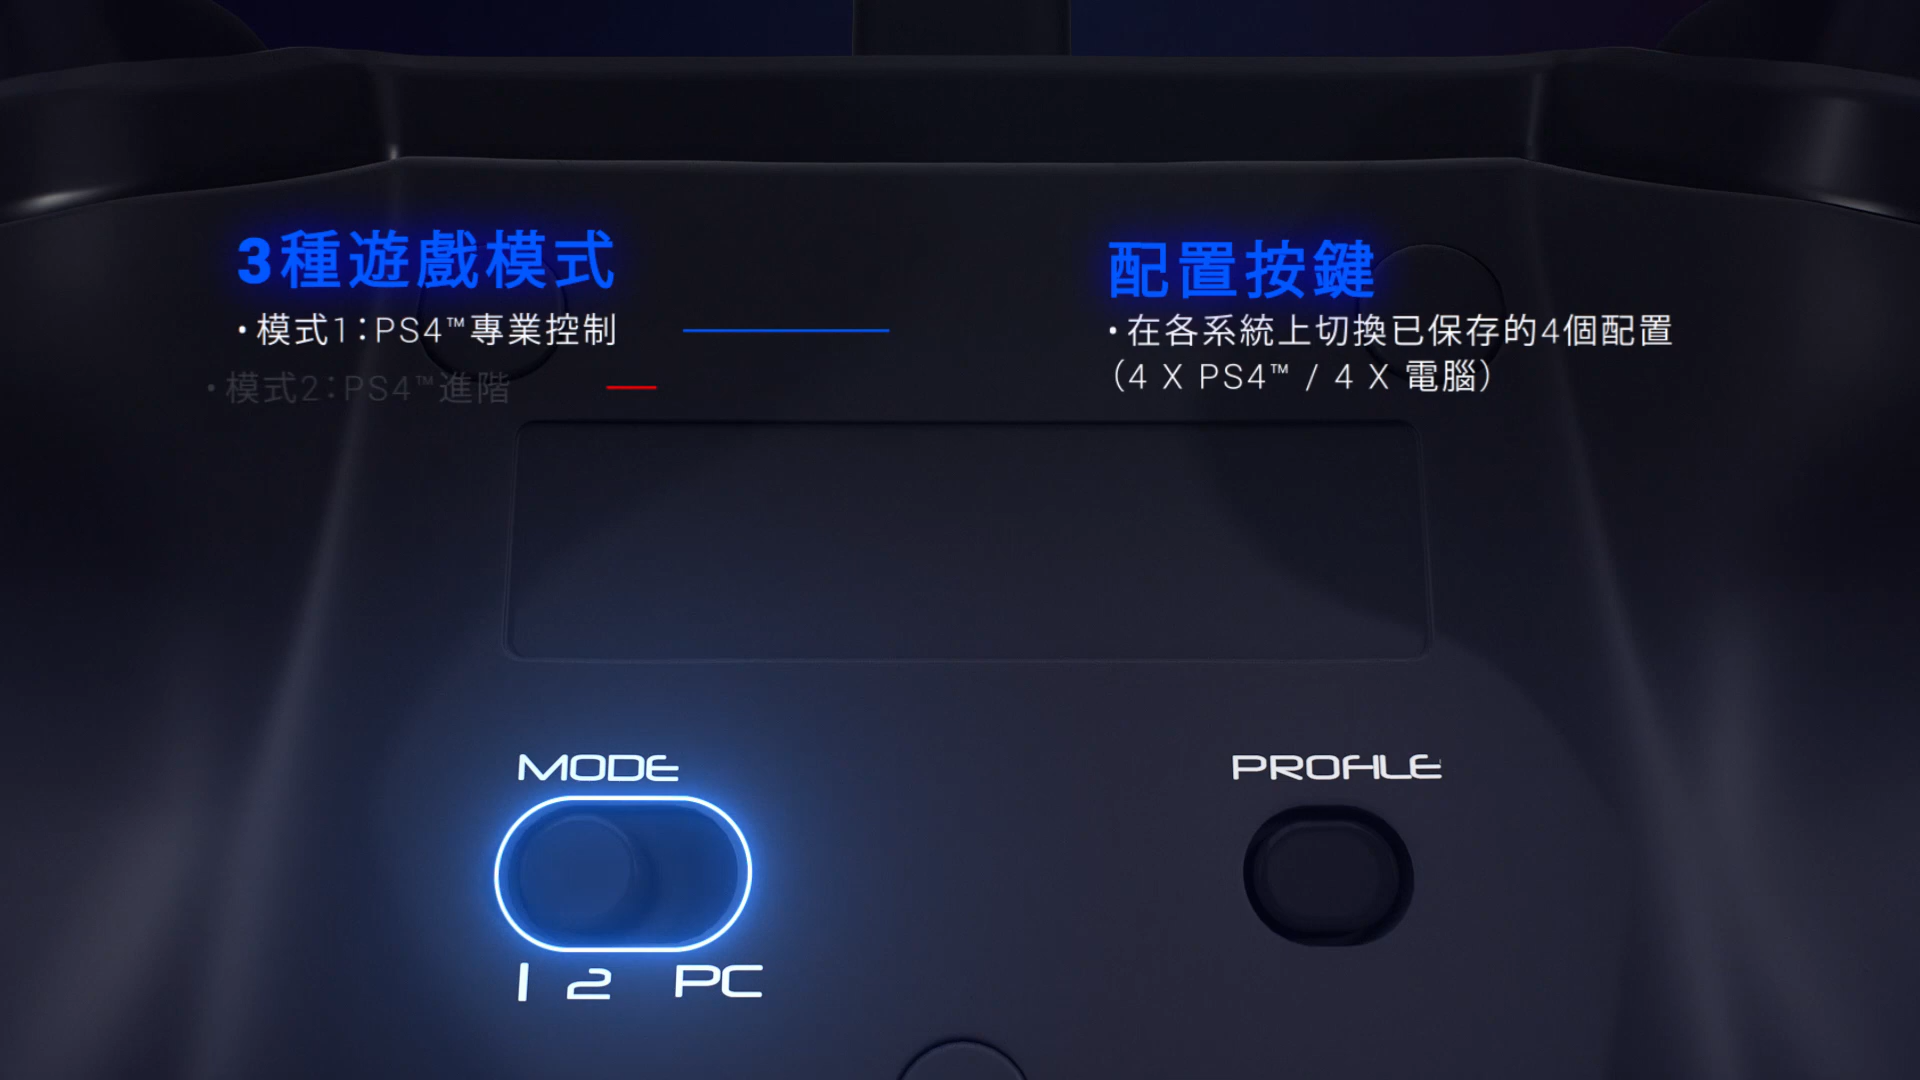 3種遊戲模式
•模式1:PS4™專業控制
•模式2:PS4™進階
配置按鍵
•在各系統上切換已保存的4個配置
(4 X PS4™ / 4 X 電腦)
MODE
1 2 PC
PROFILE